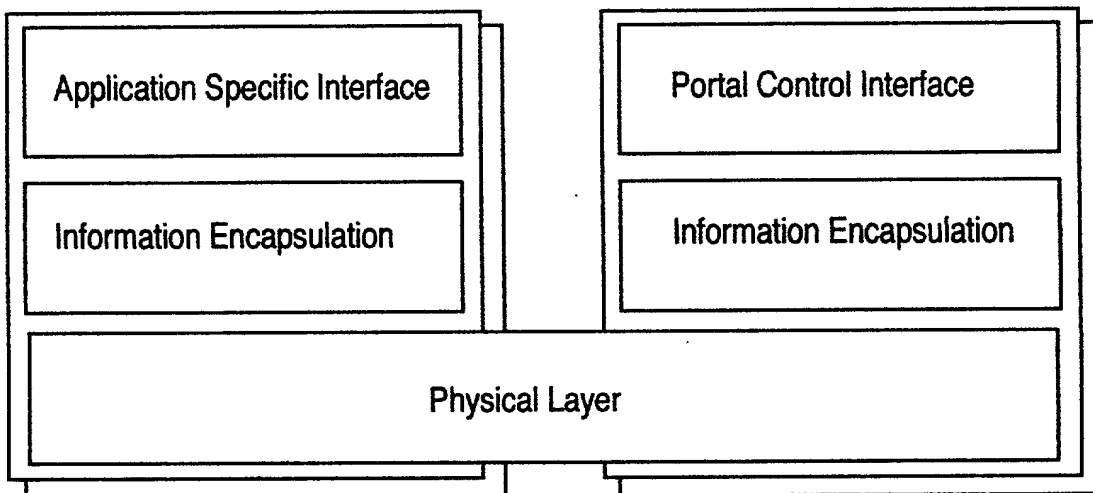 Application Specific Interface
Portal Control Interface
Information Encapsulation
Information Encapsulation
Physical Layer